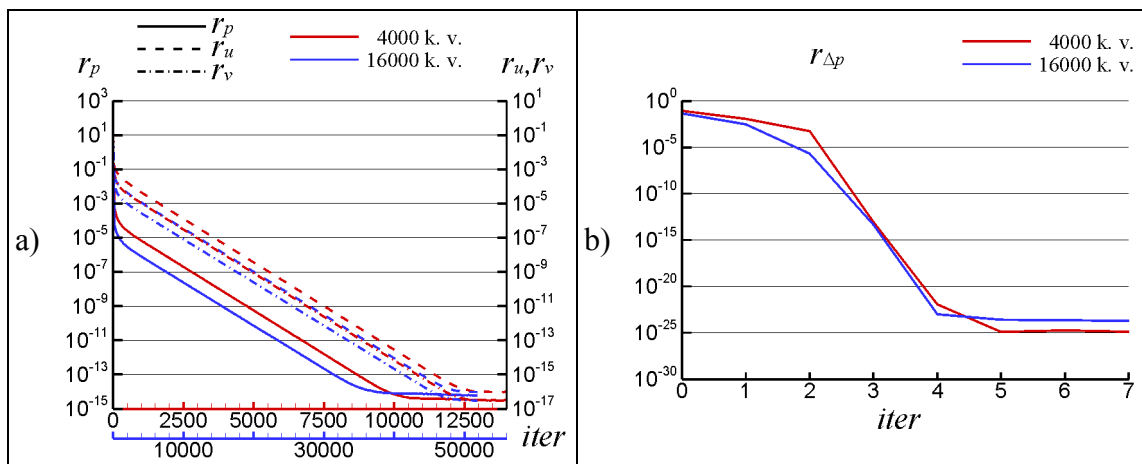 a)
r_p
r_u
r_v
4000 k. v.
16000 k. v.
r_p
r_u,r_v
10^3
10^1
10^-1
10^-3
10^-5
10^-7
10^-9
10^-11
10^-13
10^-15
10^1
10^-1
10^-3
10^-5
10^-7
10^-9
10^-11
10^-13
10^-15
10^-17
0 2500 5000 7500 10000 12500
iter
10000 30000 50000
b)
r_Δp
4000 k. v.
16000 k. v.
10^0
10^-5
10^-10
10^-15
10^-20
10^-25
10^-30
0 1 2 3 4 5 6 7
iter